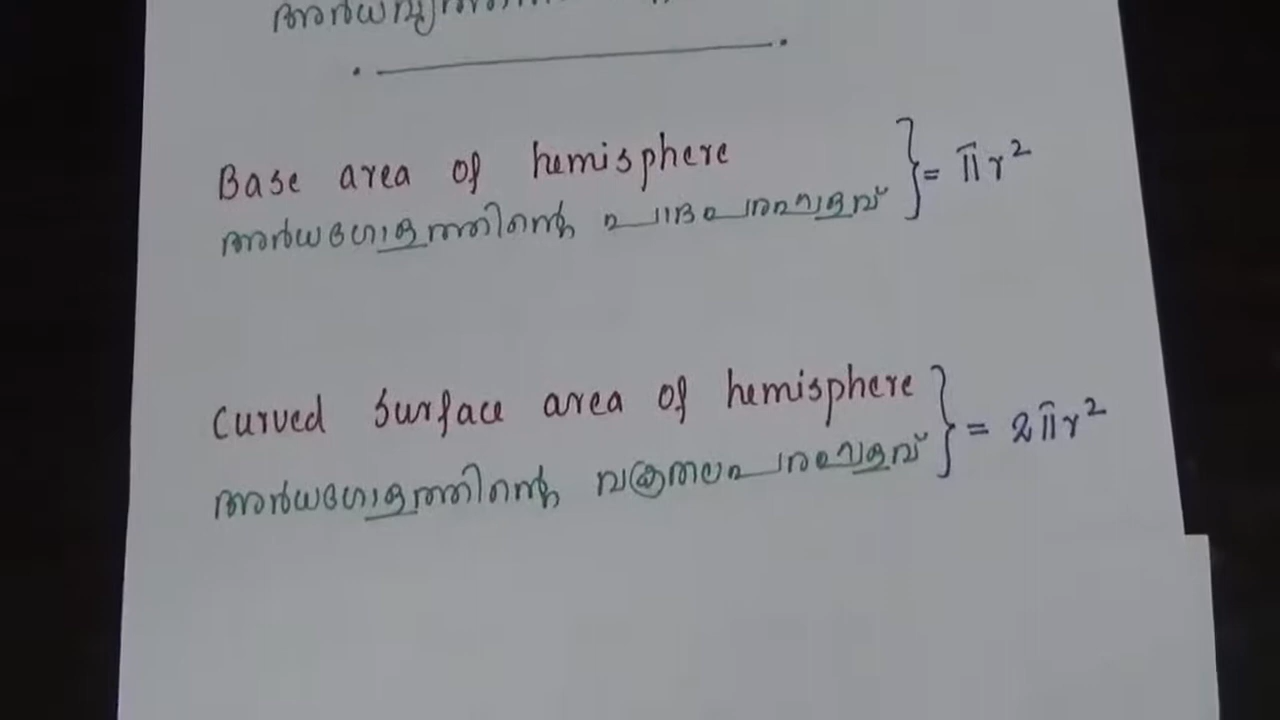 Base area of hemisphere
അർധഗോളത്തിന്റെ പാദപരപ്പളവ് } = πr²
Curved surface area of hemisphere
അർധഗോളത്തിന്റെ വക്രതലപരപ്പളവ് } = 2πr²